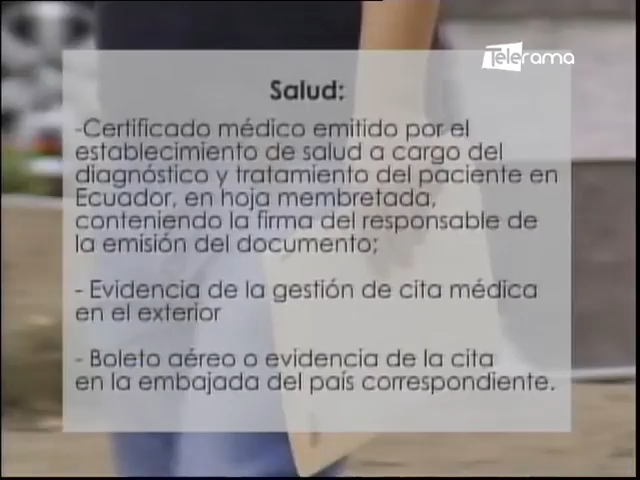 Telerama
Salud:
-Certificado médico emitido por el
establecimiento de salud a cargo del
diagnóstico y tratamiento del paciente en
Ecuador, en hoja membretada,
conteniendo la firma del responsable de
la emisión del documento;
- Evidencia de la gestión de cita médica
en el exterior
- Boleto aéreo o evidencia de la cita
en la embajada del país correspondiente.